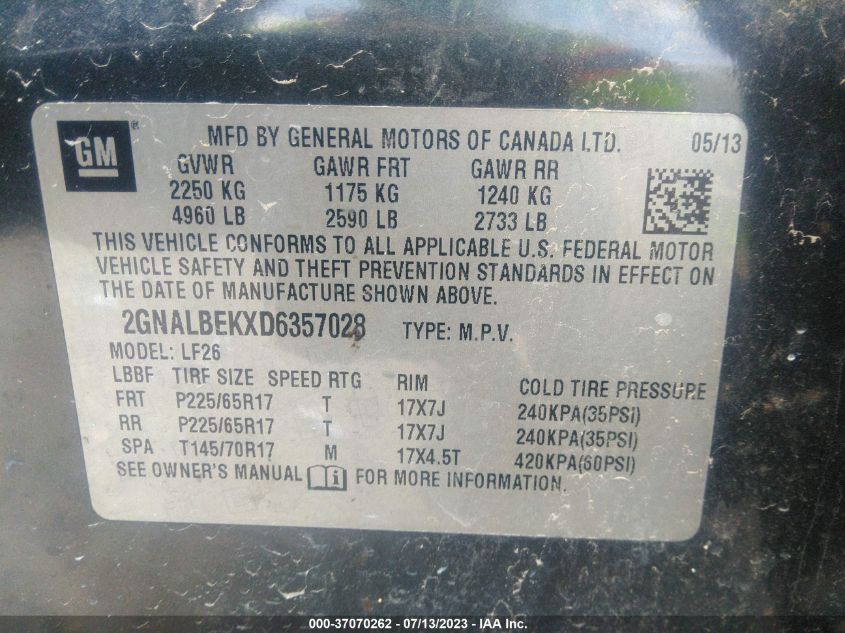 GM ® MFD BY GENERAL MOTORS OF CANADA LTD. 05/13
GVWR GAWR FRT GAWR RR
2250 KG 1175 KG 1240 KG
4960 LB 2590 LB 2733 LB
THIS VEHICLE CONFORMS TO ALL APPLICABLE U.S. FEDERAL MOTOR
VEHICLE SAFETY AND THEFT PREVENTION STANDARDS IN EFFECT ON
THE DATE OF MANUFACTURE SHOWN ABOVE.
2GNALBEKXD6357028 TYPE: M.P.V.
MODEL: LF26
LBBF TIRE SIZE SPEED RTG RIM COLD TIRE PRESSURE
FRT P225/65R17 T 17X7J 240KPA(35PSI)
RR P225/65R17 T 17X7J 240KPA(35PSI)
SPA T145/70R17 M 17X4.5T 420KPA(60PSI)
SEE OWNER'S MANUAL FOR MORE INFORMATION.
000-37070262 - 07/13/2023 - IAA Inc.